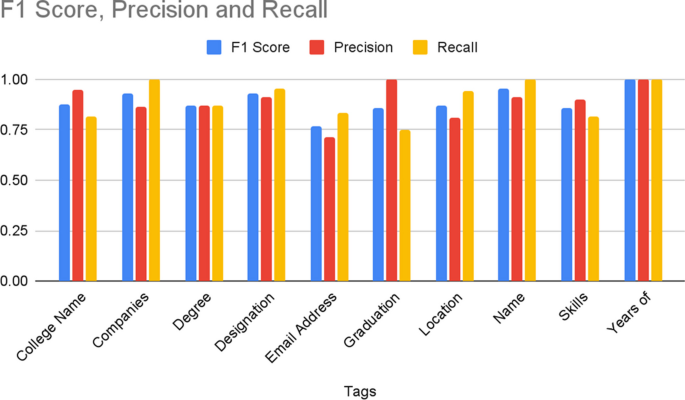 F1 Score, Precision and Recall
F1 Score Precision Recall
1.00
0.75
0.50
0.25
0.00
College Name Companies Degree Designation Email Address Graduation Location Name Skills Years of
Tags